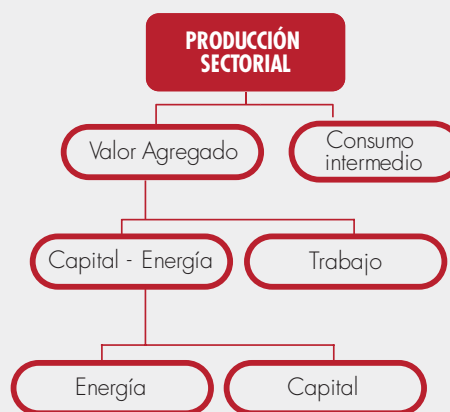 PRODUCCIÓN
SECTORIAL
Valor Agregado
Consumo
intermedio
Capital - Energía
Trabajo
Energía
Capital